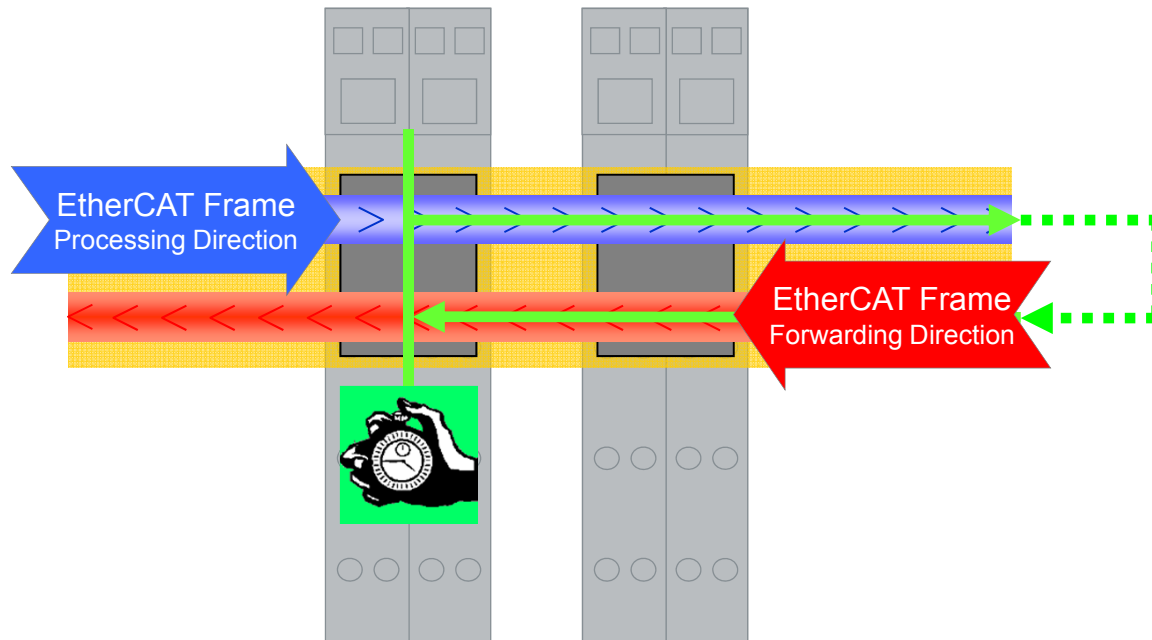 EtherCAT Frame
Processing Direction
EtherCAT Frame
Forwarding Direction